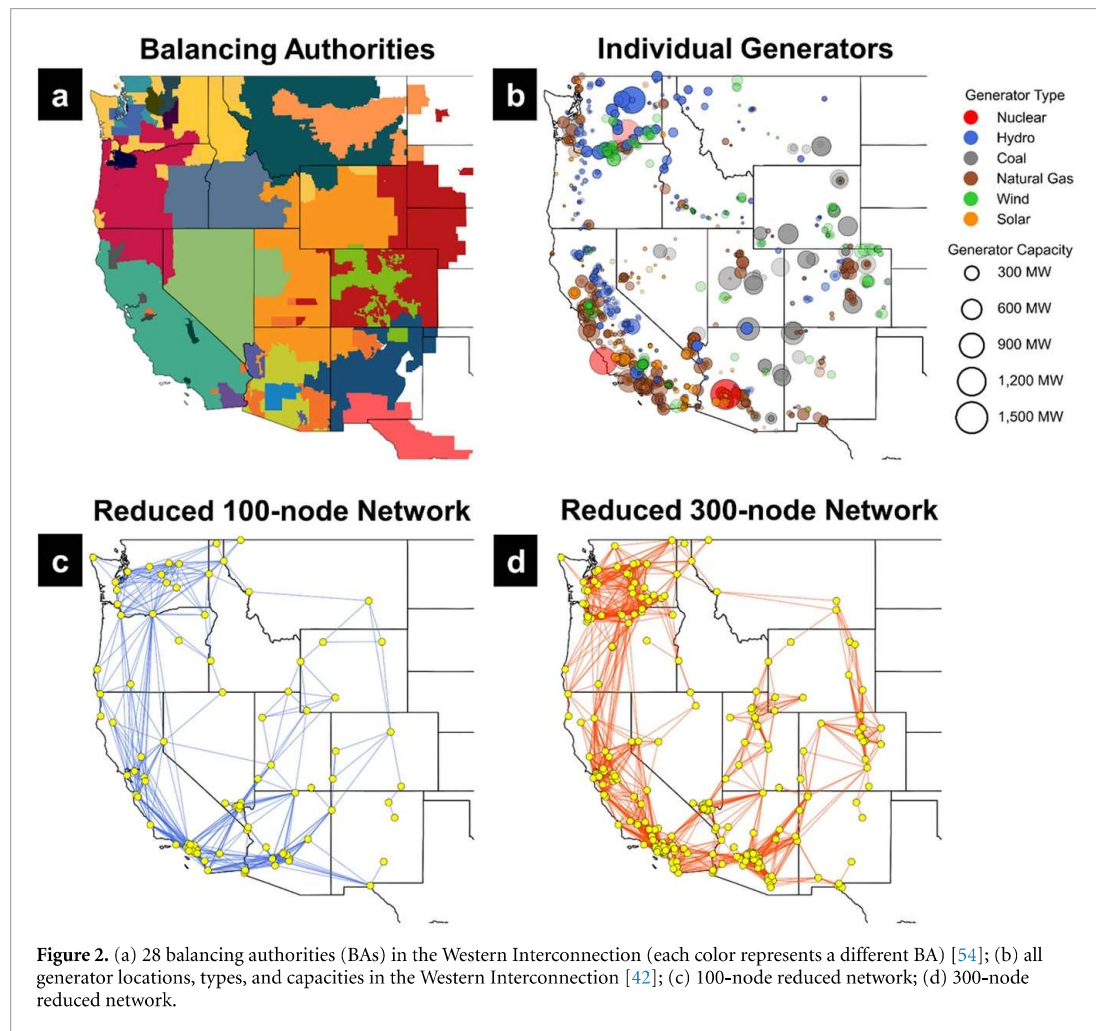 Balancing Authorities
Individual Generators
a
b
Generator Type
Nuclear
Hydro
Coal
Natural Gas
Wind
Solar
Generator Capacity
300 MW
600 MW
900 MW
1,200 MW
1,500 MW
Reduced 100-node Network
Reduced 300-node Network
c
d
Figure 2. (a) 28 balancing authorities (BAs) in the Western Interconnection (each color represents a different BA) [54]; (b) all
generator locations, types, and capacities in the Western Interconnection [42]; (c) 100-node reduced network; (d) 300-node
reduced network.